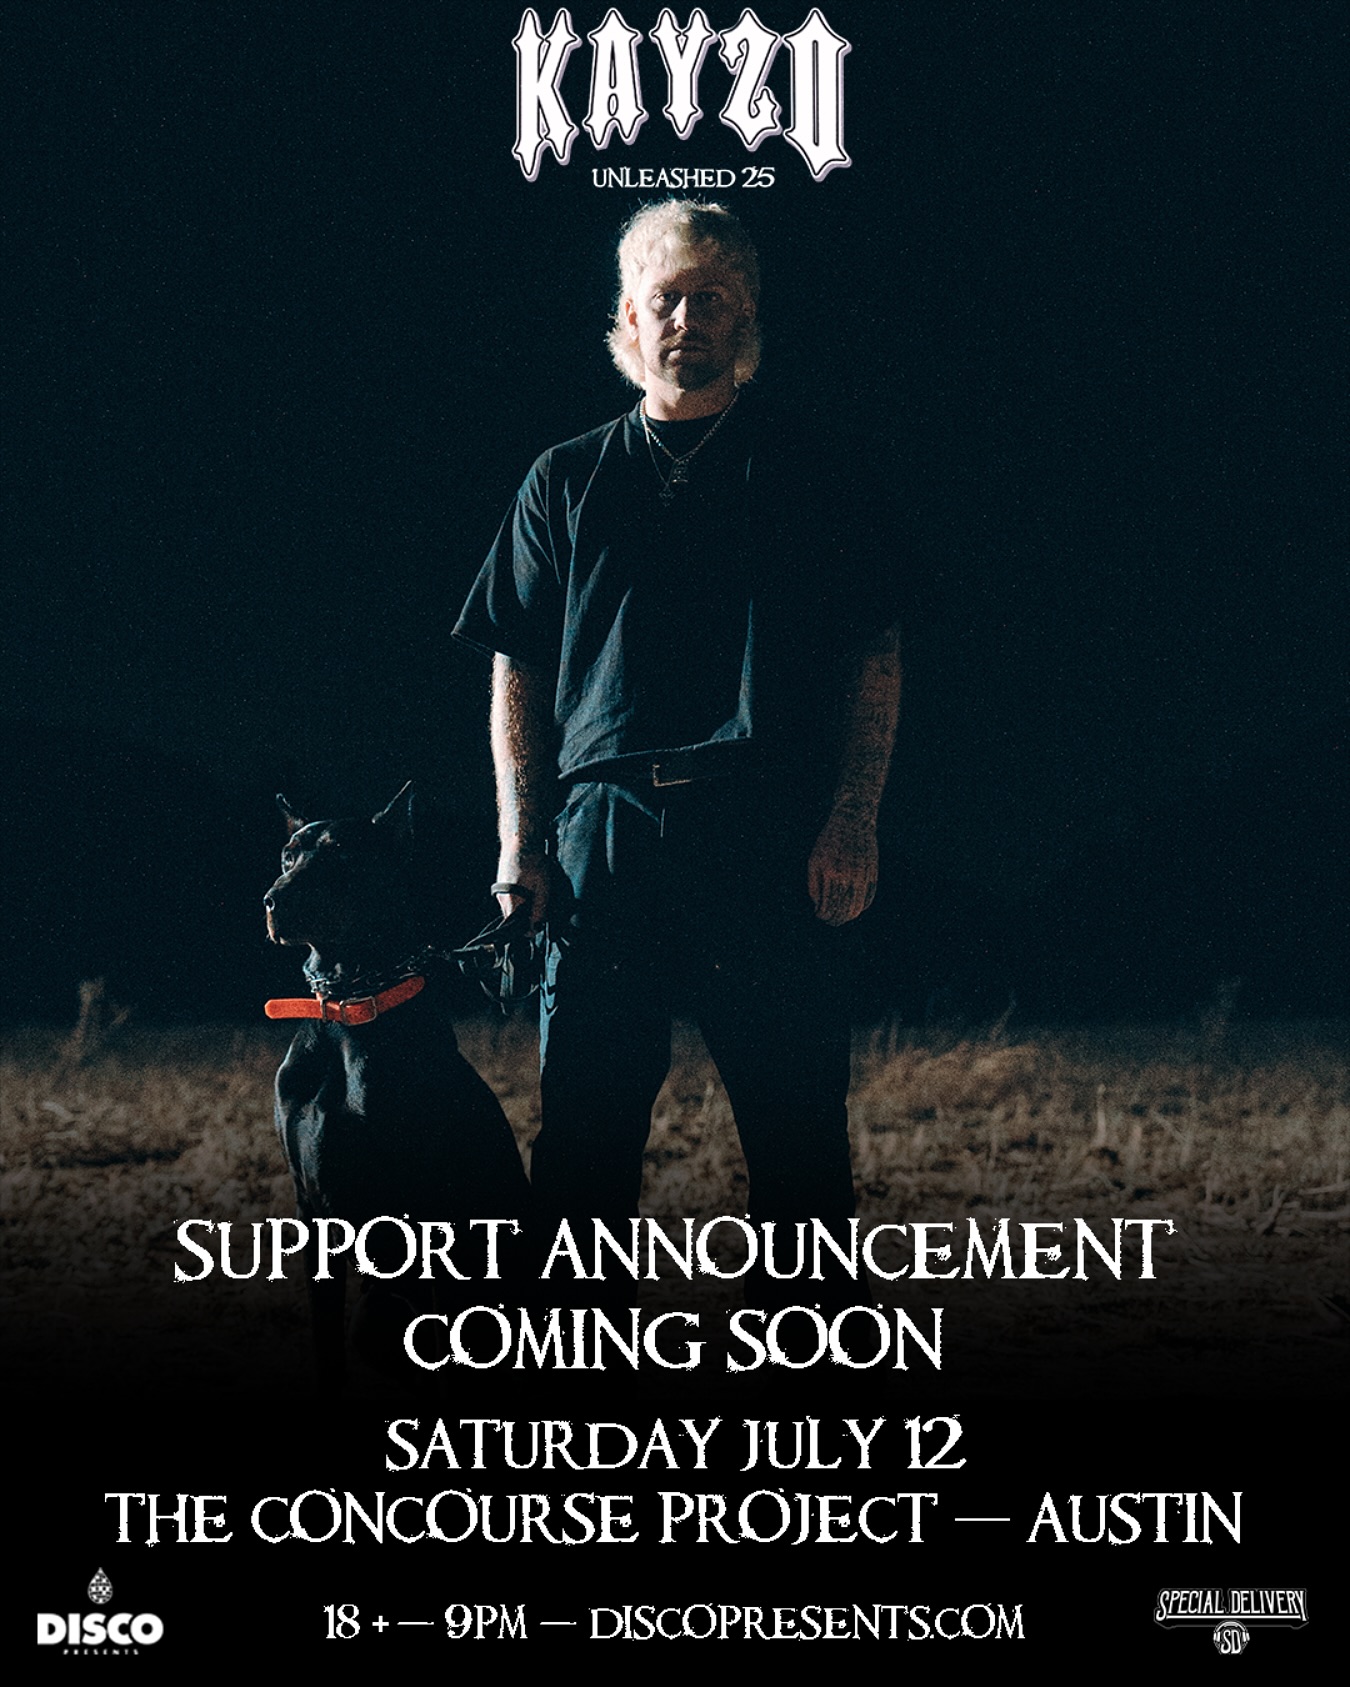 KAYZO
UNLEASHED 25
SUPPORT ANNOUNCEMENT
COMING SOON
SATURDAY JULY 12
THE CONCOURSE PROJECT — AUSTIN
DISCO
PRESENTS
18 + — 9PM — DISCOPRESENTS.COM
SPECIAL DELIVERY
SD